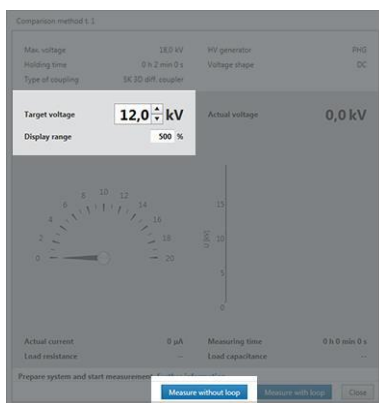 Comparison method t. 1
Max. voltage 18,0 kV HV generator PHG
Holding time 0 h 2 min 0 s Voltage shape DC
Type of coupling SK 3D diff. coupler
Target voltage 12,0 kV Actual voltage 0,0 kV
Display range 500 %
0 2 4 6 8 10 12 14 16 18 20
U [kV]
15
10
5
0
Actual current 0 µA Measuring time 0 h 0 min 0 s
Load resistance -- Load capacitance --
Prepare system and start measurement.
Measure without loop Measure with loop Close